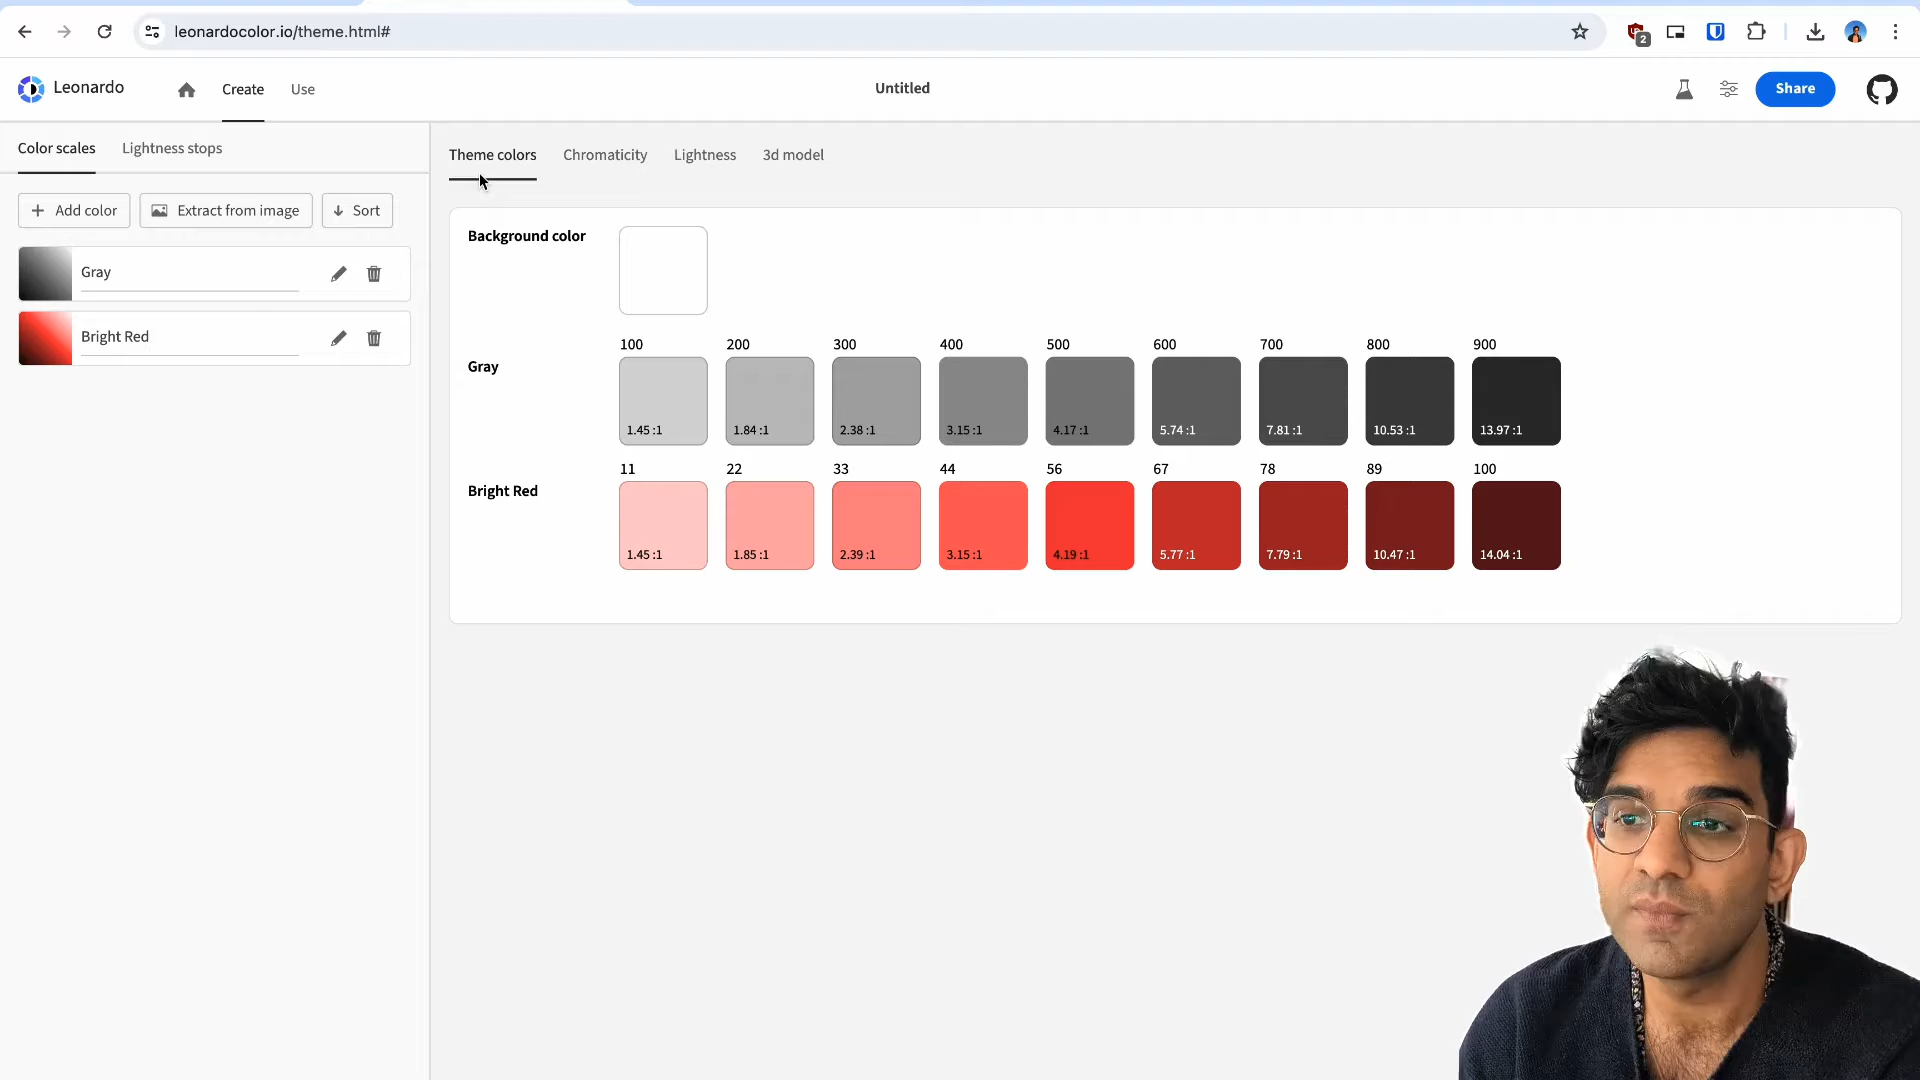 leonardocolor.io/theme.html#
2
Leonardo
Create
Use
Untitled
Share
Color scales
Lightness stops
Theme colors
Chromaticity
Lightness
3d model
Add color
Extract from image
Sort
Gray
Bright Red
Background color
100 200 300 400 500 600 700 800 900
Gray
1.45 :1 1.84 :1 2.38 :1 3.15 :1 4.17 :1 5.74 :1 7.81 :1 10.53 :1 13.97 :1
11 22 33 44 56 67 78 89 100
Bright Red
1.45 :1 1.85 :1 2.39 :1 3.15 :1 4.19 :1 5.77 :1 7.79 :1 10.47 :1 14.04 :1